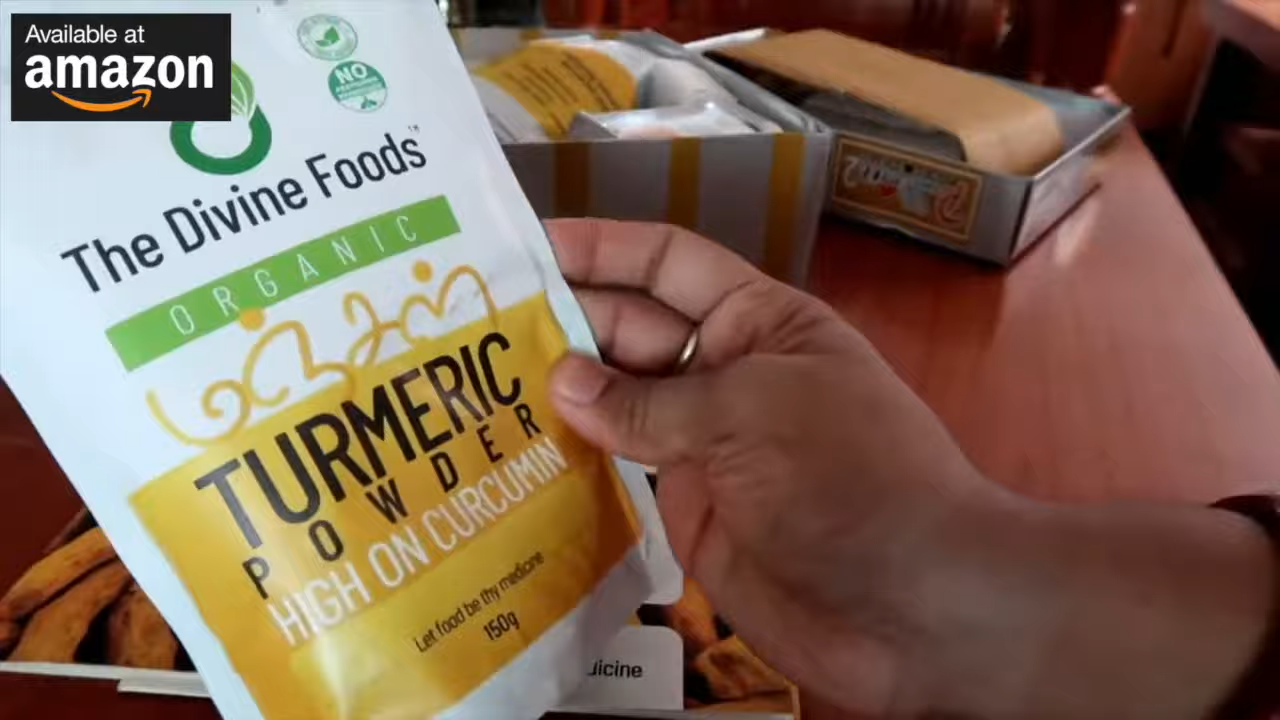 Available at
amazon
NO
The Divine Foods™
ORGANIC
TURMERIC
POWDER
HIGH ON CURCUMIN
Let food be thy medicine
150g
dicine